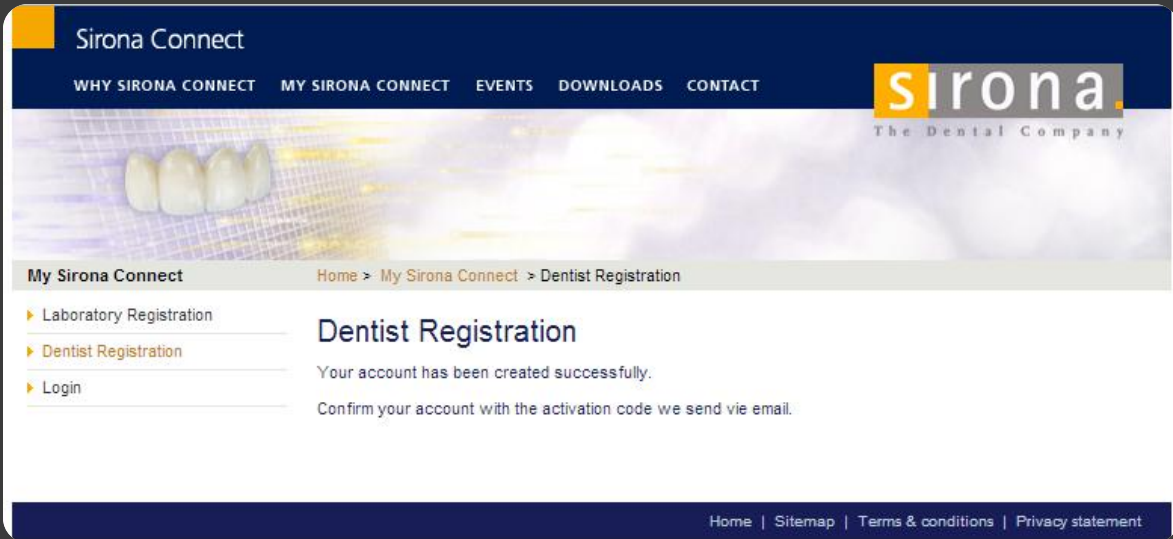 Sirona Connect
WHY SIRONA CONNECT MY SIRONA CONNECT EVENTS DOWNLOADS CONTACT
sirona.
The Dental Company
My Sirona Connect
Home > My Sirona Connect > Dentist Registration
Laboratory Registration
Dentist Registration
Login
Dentist Registration
Your account has been created successfully.
Confirm your account with the activation code we send vie email.
Home | Sitemap | Terms & conditions | Privacy statement